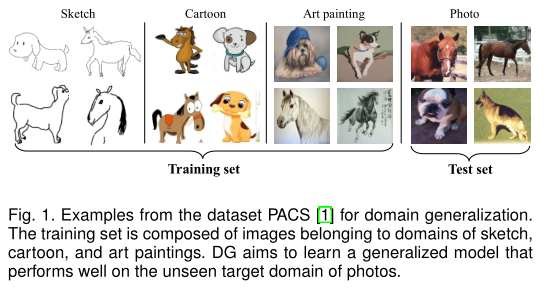 Sketch Cartoon Art painting Photo
Training set Test set
Fig. 1. Examples from the dataset PACS [1] for domain generalization.
The training set is composed of images belonging to domains of sketch,
cartoon, and art paintings. DG aims to learn a generalized model that
performs well on the unseen target domain of photos.